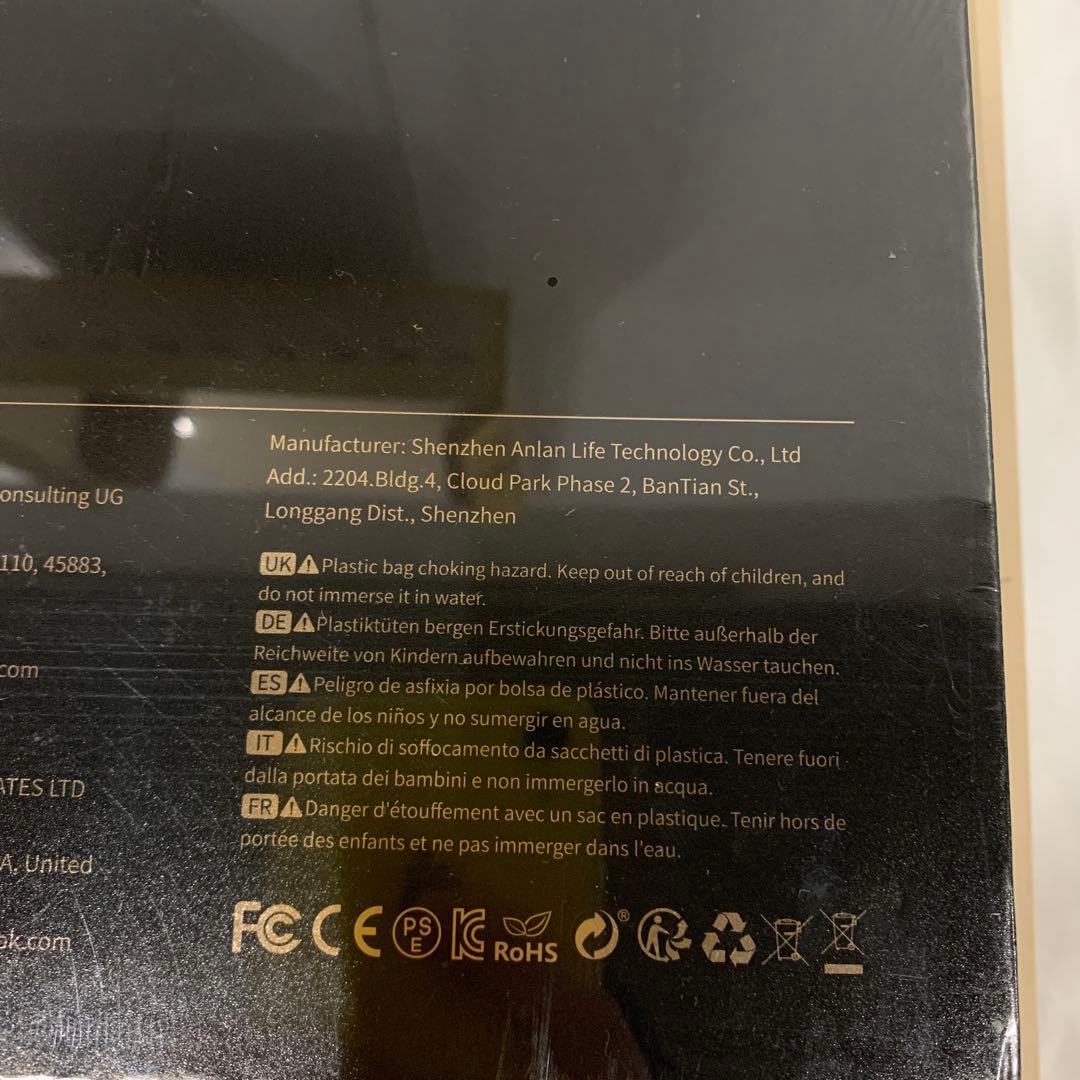 onsulting UG
110, 45883,
com
ATES LTD
A, United
ok.com
Manufacturer: Shenzhen Anlan Life Technology Co., Ltd
Add.: 2204.Bldg.4, Cloud Park Phase 2, BanTian St.,
Longgang Dist., Shenzhen
UK Plastic bag choking hazard. Keep out of reach of children, and
do not immerse it in water.
DE Plastiktüten bergen Erstickungsgefahr. Bitte außerhalb der
Reichweite von Kindern aufbewahren und nicht ins Wasser tauchen.
ES Peligro de asfixia por bolsa de plástico. Mantener fuera del
alcance de los niños y no sumergir en agua.
IT Rischio di soffocamento da sacchetti di plastica. Tenere fuori
dalla portata dei bambini e non immergerlo in acqua.
FR Danger d'étouffement avec un sac en plastique. Tenir hors de
portée des enfants et ne pas immerger dans l'eau.
FC CE PSE KC RoHS ®